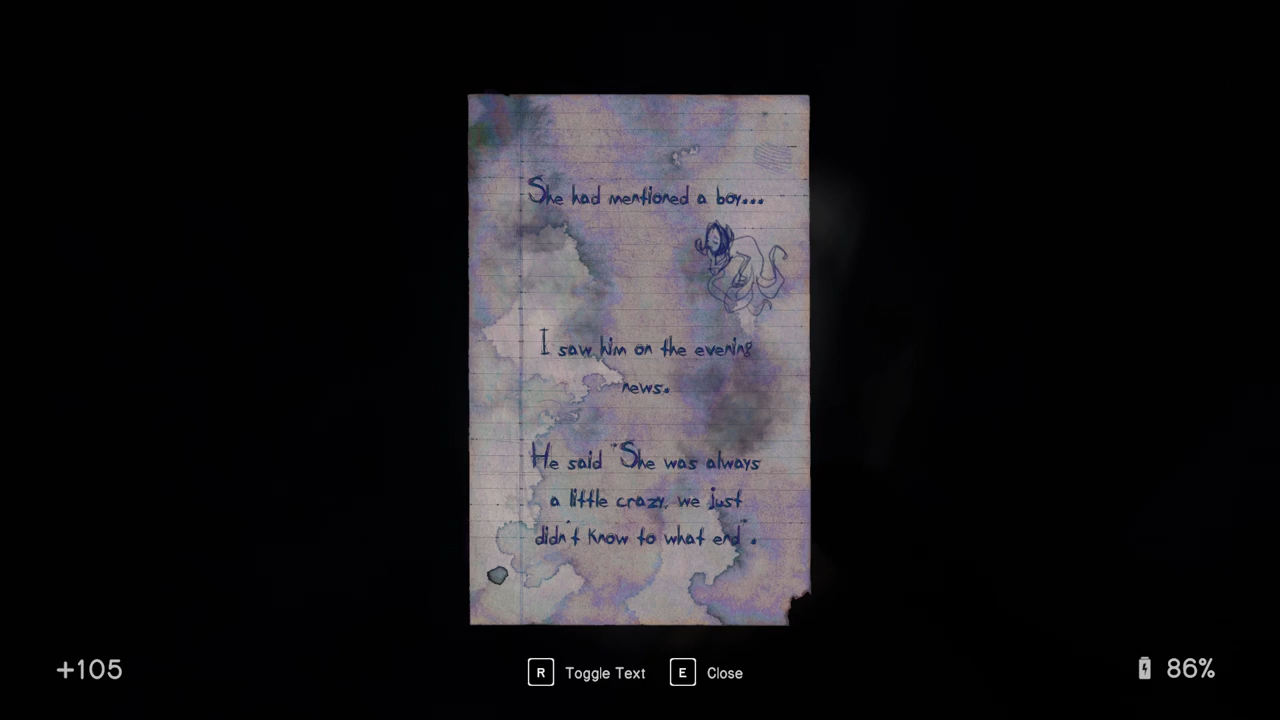 She had mentioned a boy...
I saw him on the evening
news.
He said "She was always
a little crazy, we just
didn't know to what end".
+105
R Toggle Text E Close
86%